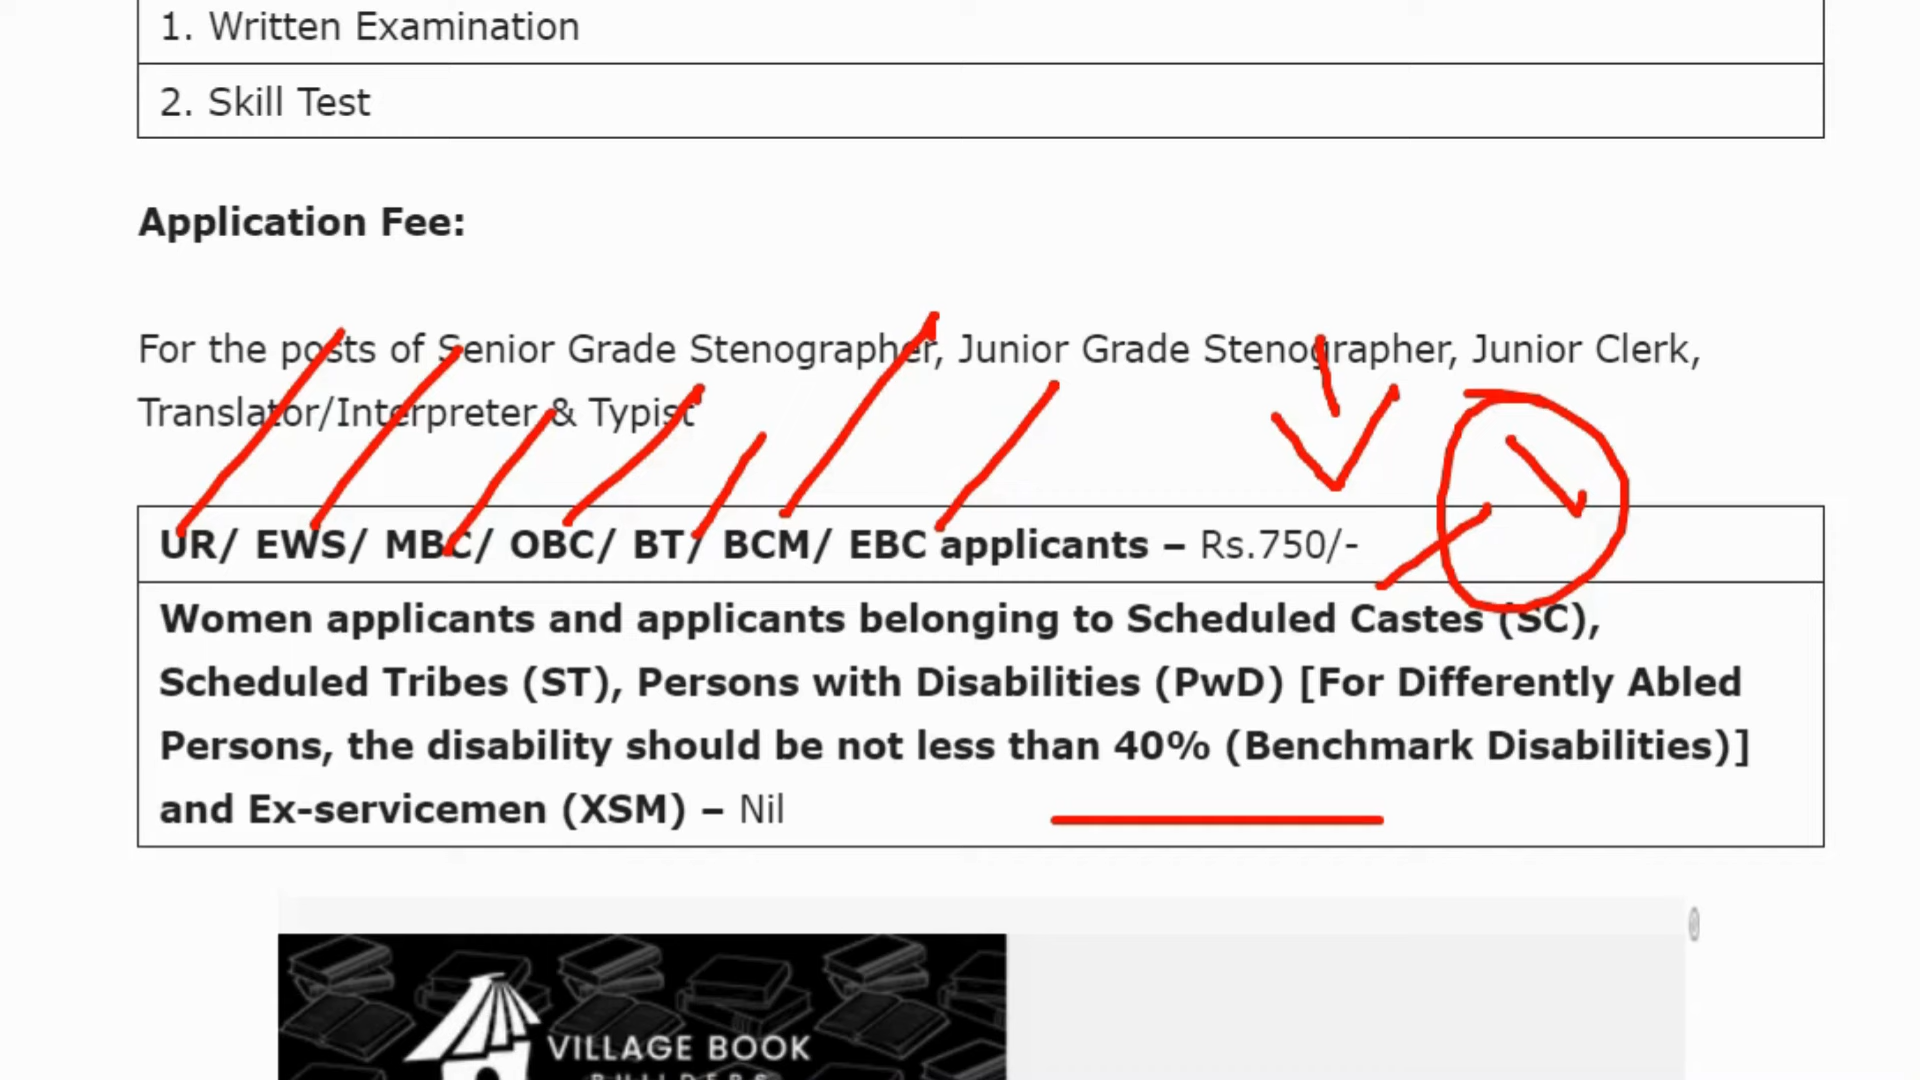 1. Written Examination
2. Skill Test
Application Fee:
For the posts of Senior Grade Stenographer, Junior Grade Stenographer, Junior Clerk,
Translator/Interpreter & Typist
UR/ EWS/ MBC/ OBC/ BT/ BCM/ EBC applicants – Rs.750/-
Women applicants and applicants belonging to Scheduled Castes (SC),
Scheduled Tribes (ST), Persons with Disabilities (PwD) [For Differently Abled
Persons, the disability should be not less than 40% (Benchmark Disabilities)]
and Ex-servicemen (XSM) – Nil
VILLAGE BOOK
BUILDERS